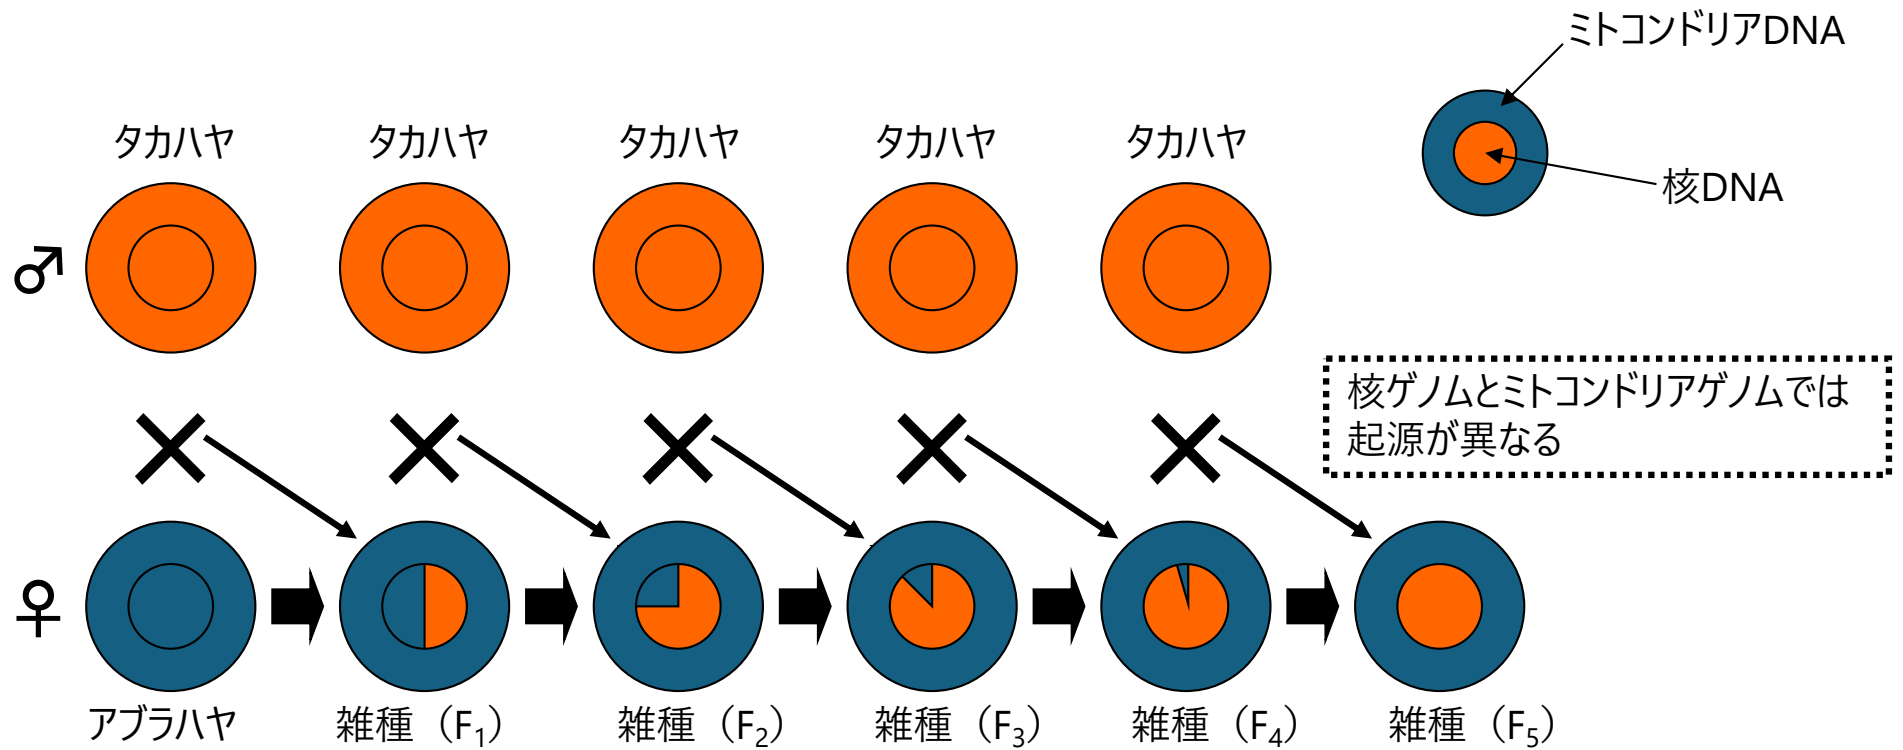 ミトコンドリアDNA
タカハヤ
タカハヤ
タカハヤ
タカハヤ
タカハヤ
核DNA
♂
核ゲノムとミトコンドリアゲノムでは
起源が異なる
♀
アブラハヤ
雑種（F₁）
雑種（F₂）
雑種（F₃）
雑種（F₄）
雑種（F₅）